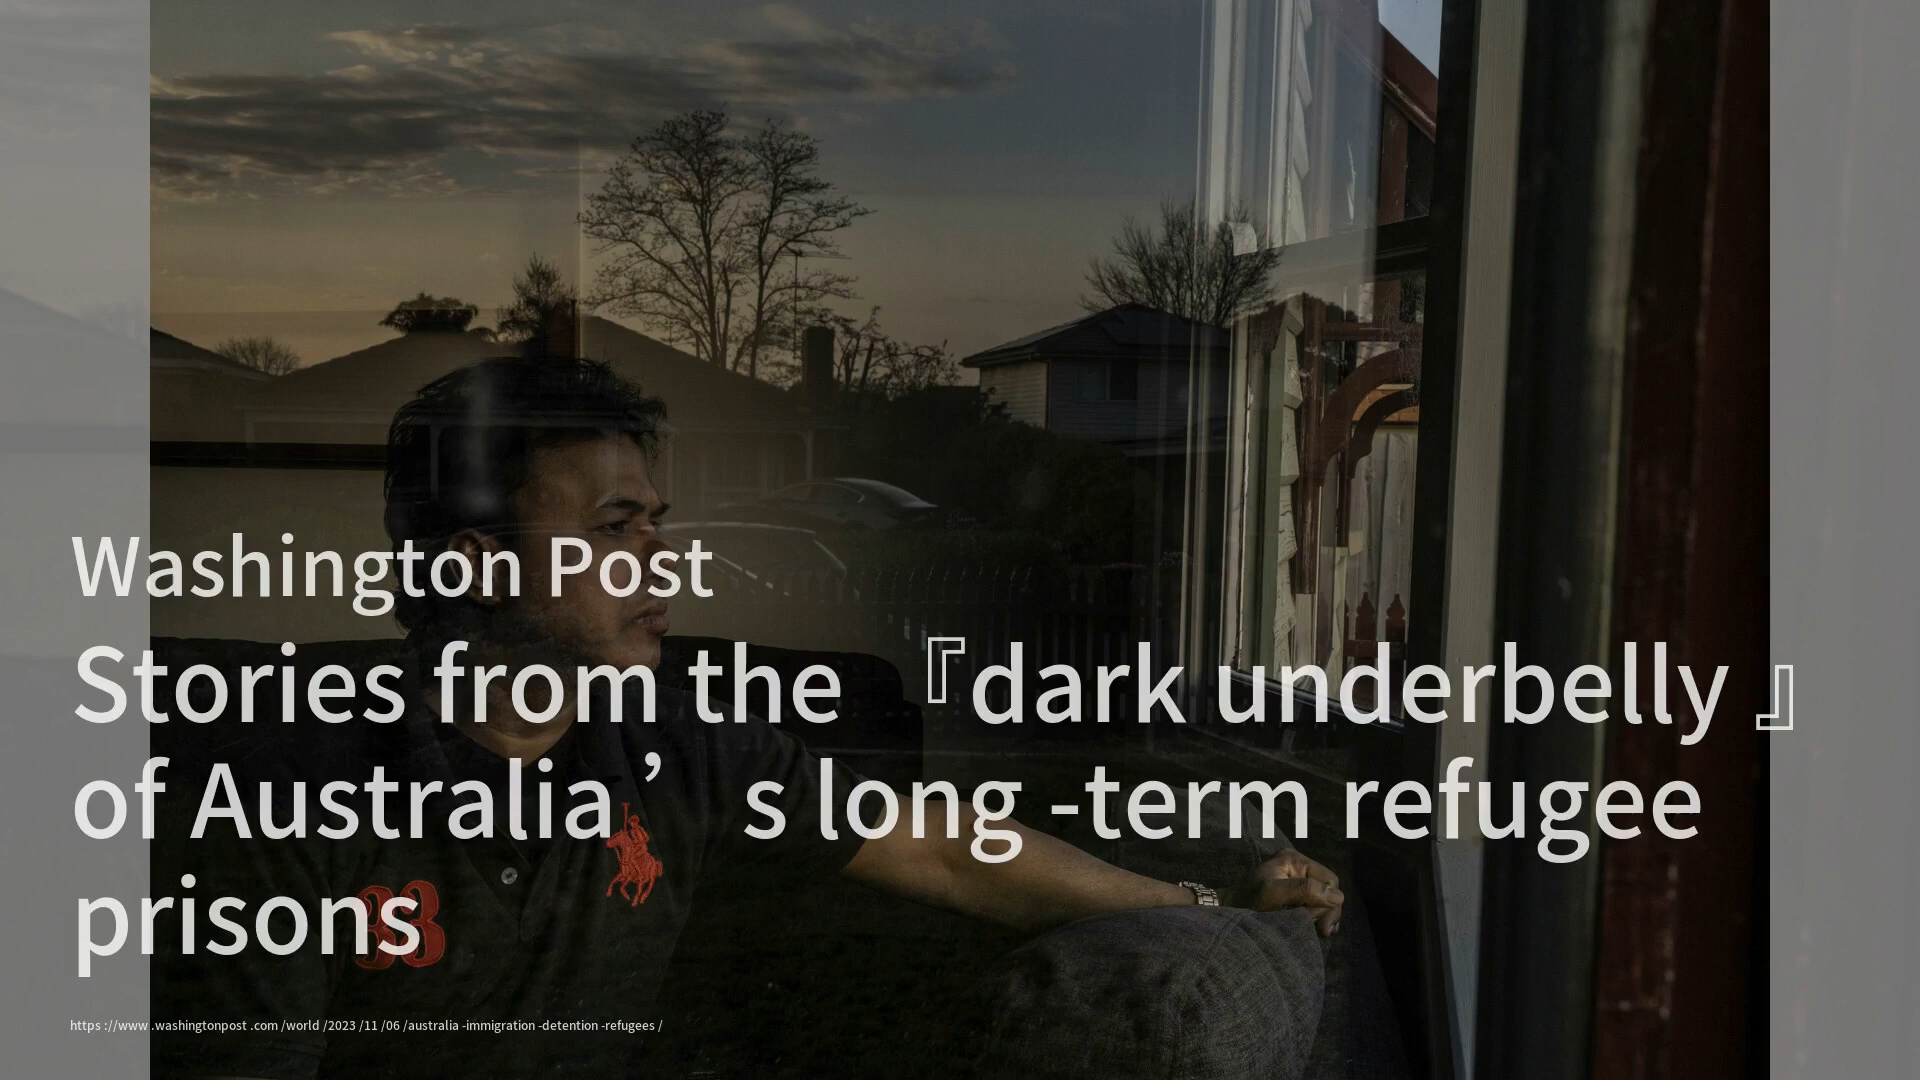 Washington Post
Stories from the 『dark underbelly 』
of Australia’s long -term refugee
prisons
33
https ://www .washingtonpost .com /world /2023 /11 /06 /australia -immigration -detention -refugees /